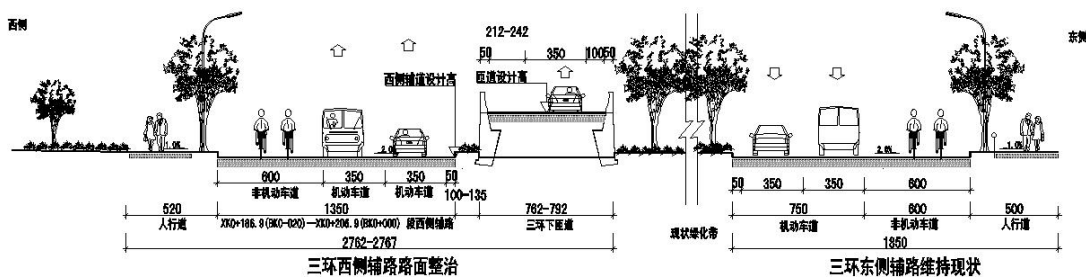 西侧
东侧
212-242
50
350
100
50
西侧辅道设计高
匝道设计高
1.0%
2.0%
2.0%
1.0%
600
350
350
50
非机动车道
机动车道
机动车道
100-135
50
350
350
600
520
1350
762-792
750
600
500
人行道
XK0+186.9(BK0-020)—XK0+206.9(BK0+000)段西侧辅路
三环下匝道
现状绿化带
机动车道
非机动车道
人行道
2762-2767
1850
三环西侧辅路路面整治
三环东侧辅路维持现状